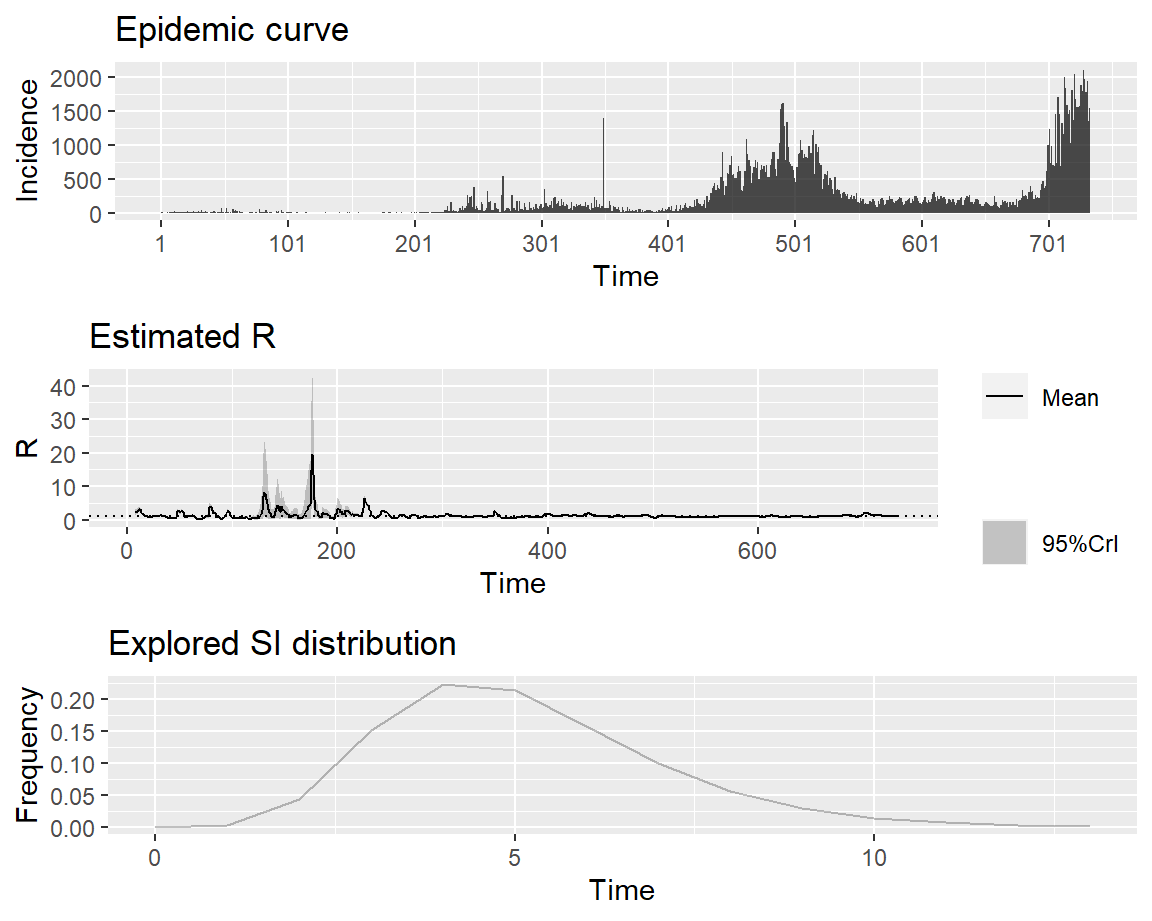 Epidemic curve
Incidence
2000
1500
1000
500
0
1 101 201 301 401 501 601 701
Time
Estimated R
R
40
30
20
10
0
0 200 400 600
Time
Mean
95%CrI
Explored SI distribution
Frequency
0.20
0.15
0.10
0.05
0.00
0 5 10
Time